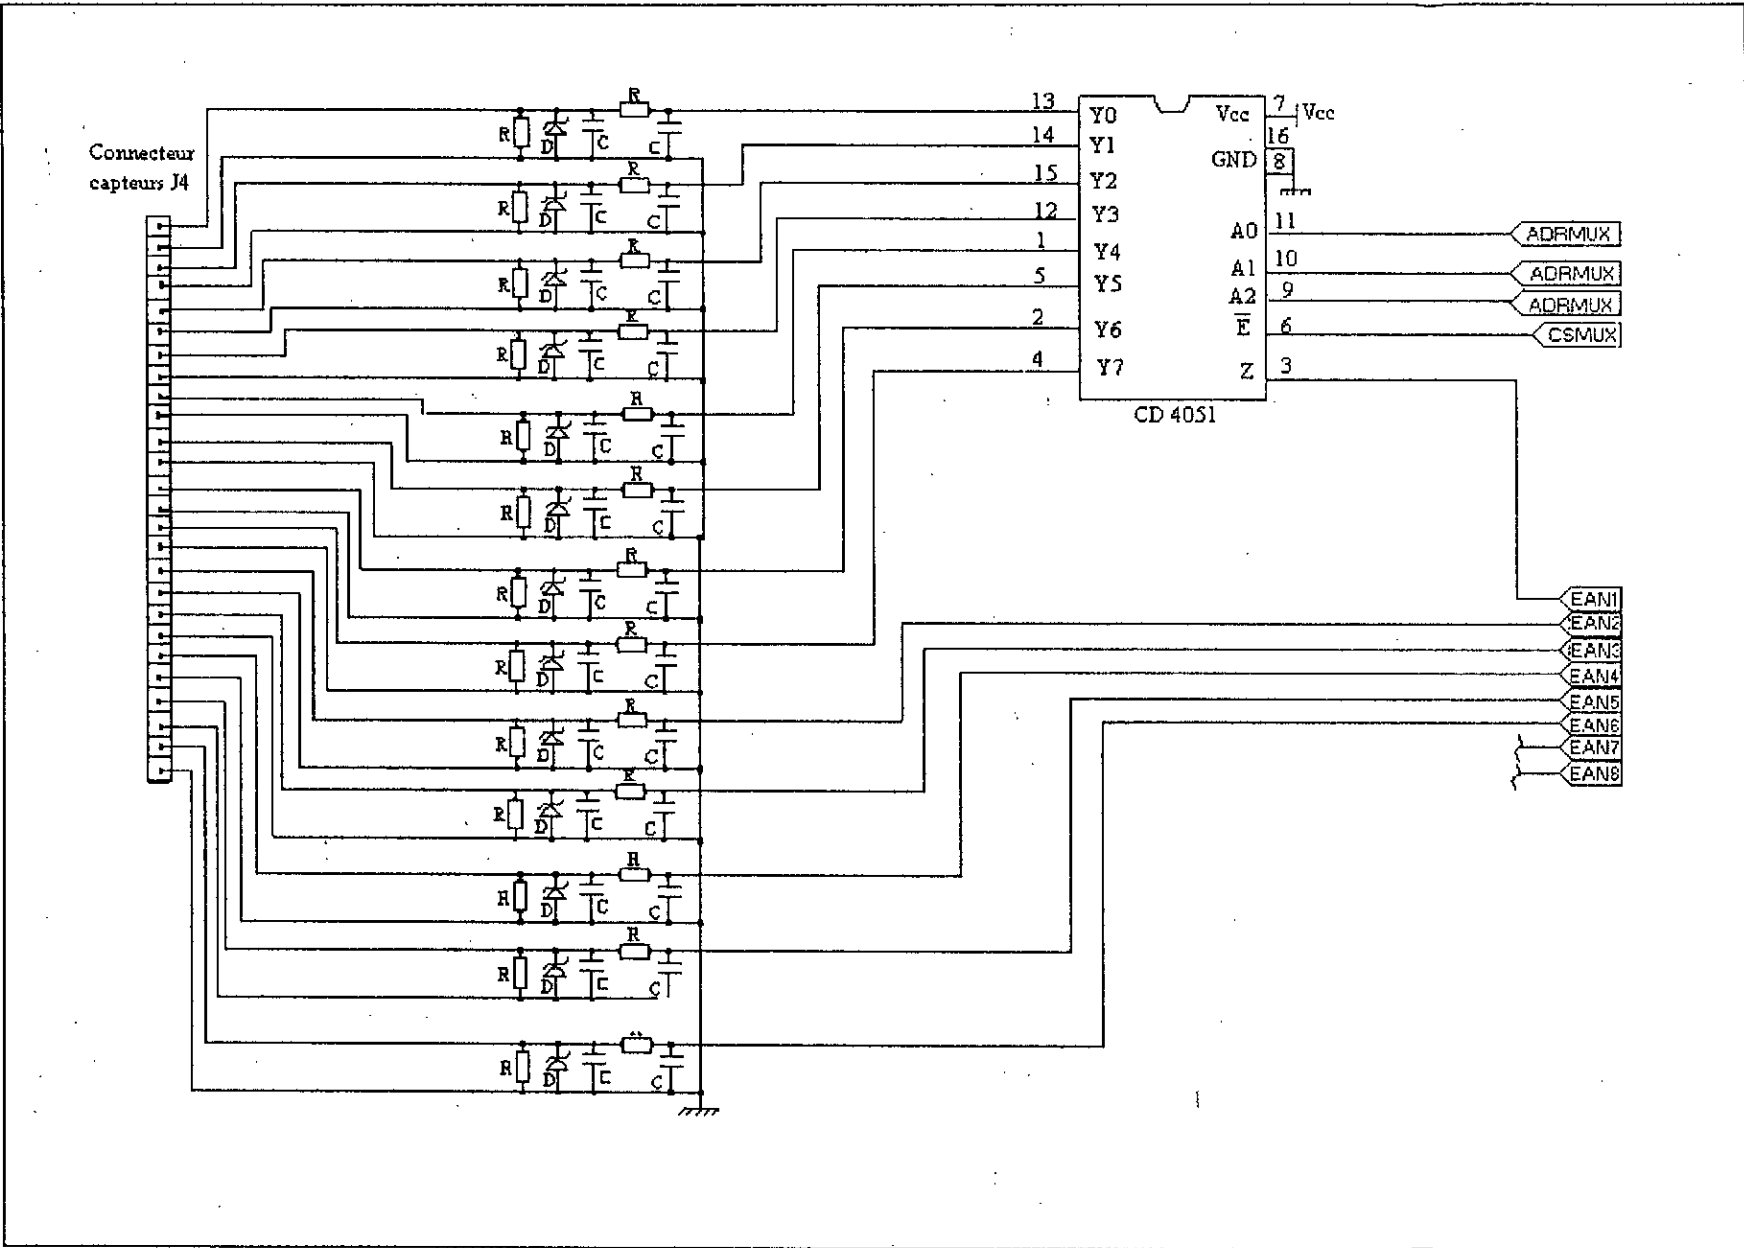 Connecteur
capteurs J4
R
R D C C
R
R D C C
R
R D C C
R
R D C C
R
R D C C
R
R D C C
R
R D C C
R
R D C C
R
R D C C
R
R D C C
R
R D C C
R
R D C C
R D C C
13 Y0
14 Y1
15 Y2
12 Y3
1 Y4
5 Y5
2 Y6
4 Y7
Vcc 7 Vcc
16
GND 8
A0 11 ADRMUX
A1 10 ADRMUX
A2 9 ADRMUX
E 6 CSMUX
Z 3
CD 4051
EAN1
EAN2
EAN3
EAN4
EAN5
EAN6
EAN7
EAN8